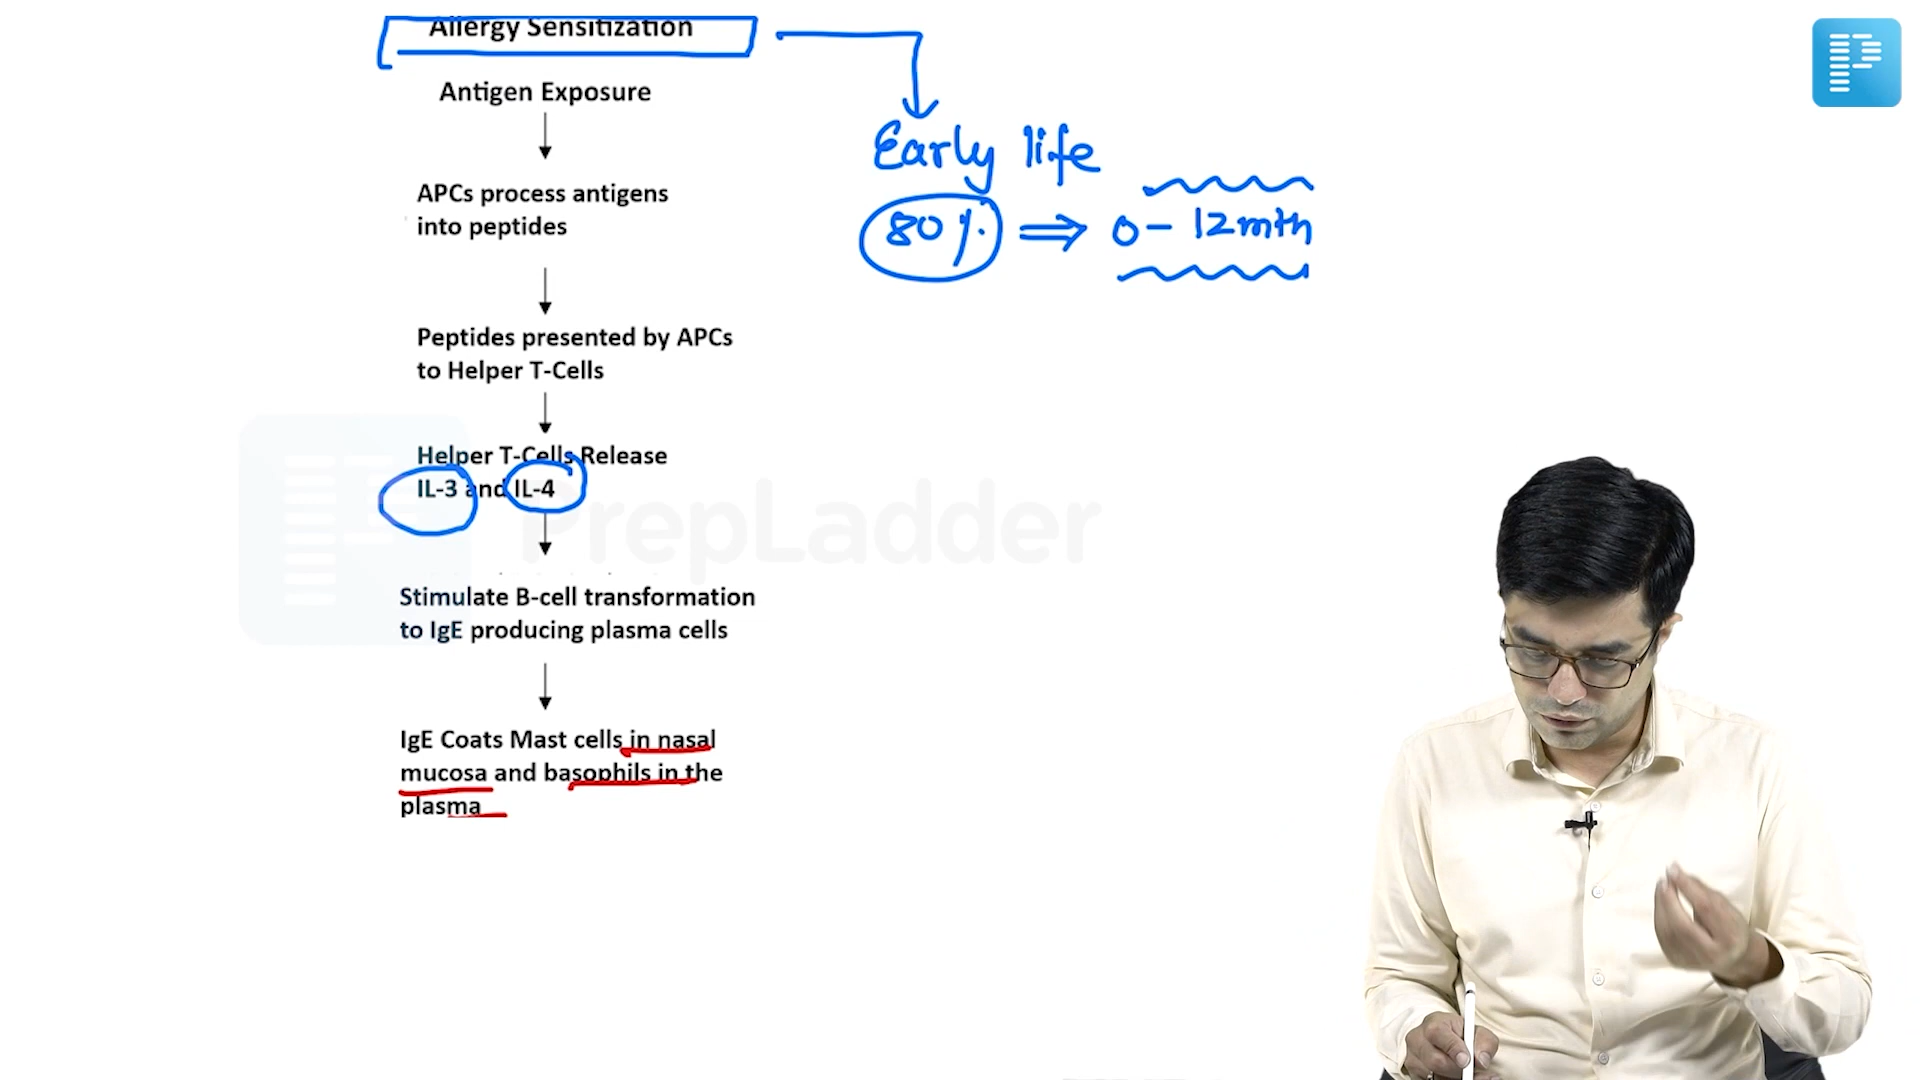 Allergy Sensitization
Antigen Exposure
Early life
80% ⇒ 0 - 12mth
APCs process antigens
into peptides
Peptides presented by APCs
to Helper T-Cells
Helper T-Cells Release
IL-3 and IL-4
PrepLadder
Stimulate B-cell transformation
to IgE producing plasma cells
IgE Coats Mast cells in nasal
mucosa and basophils in the
plasma